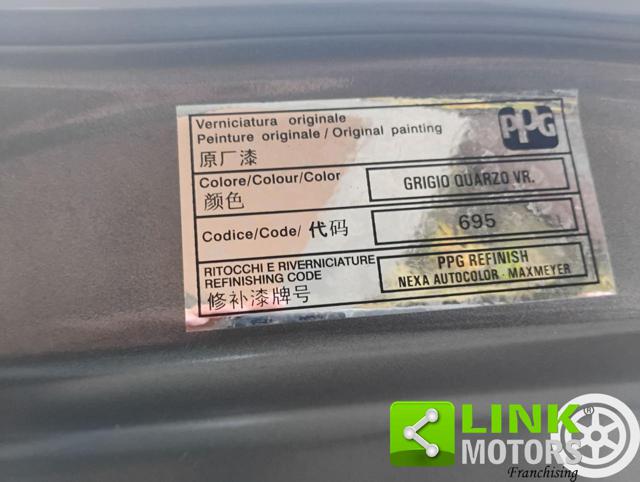 Verniciatura originale
Peinture originale / Original painting
原厂漆
PPG
Colore/Colour/Color
颜色
GRIGIO QUARZO VR.
Codice/Code/代码
695
RITOCCHI E RIVERNICIATURE
REFINISHING CODE
修补漆牌号
PPG REFINISH
NEXA AUTOCOLOR - MAXMEYER
LINK
MOTORS
®
Franchising